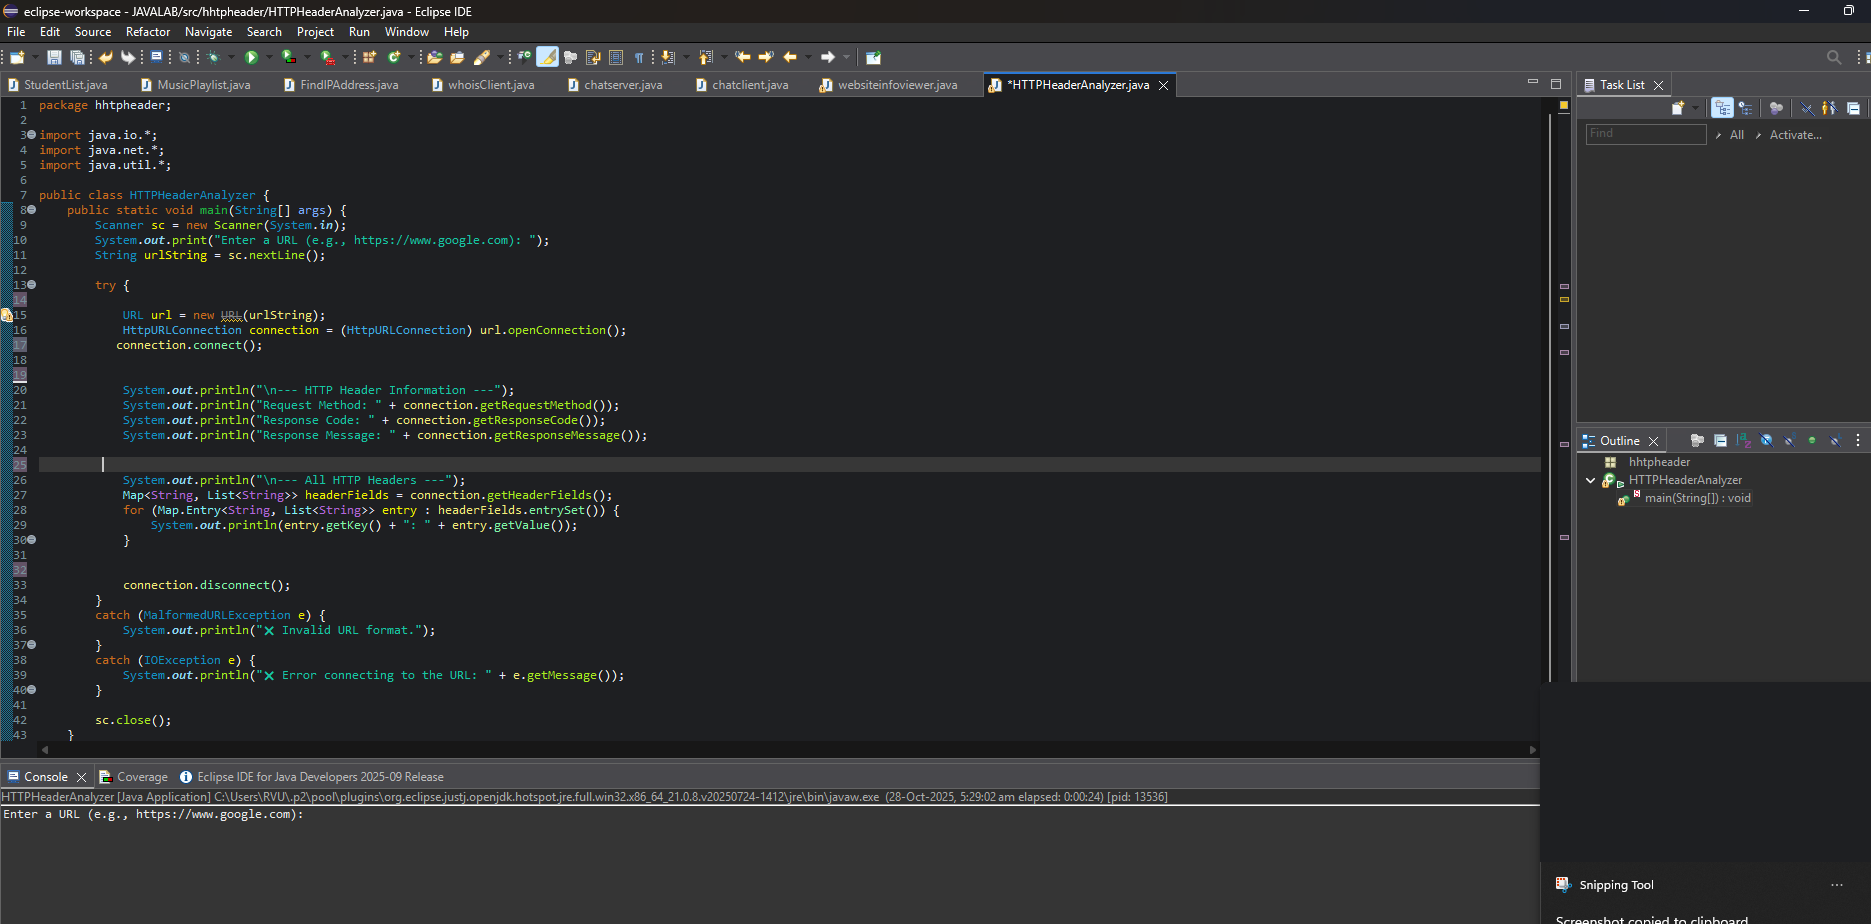 eclipse-workspace - JAVALAB/src/hhtpheader/HTTPHeaderAnalyzer.java - Eclipse IDE
File Edit Source Refactor Navigate Search Project Run Window Help
StudentList.java MusicPlaylist.java FindIPAddress.java whoisClient.java chatserver.java chatclient.java websiteinfoviewer.java *HTTPHeaderAnalyzer.java
1 package hhtpheader;
2
3 import java.io.*;
4 import java.net.*;
5 import java.util.*;
6
7 public class HTTPHeaderAnalyzer {
8 public static void main(String[] args) {
9 Scanner sc = new Scanner(System.in);
10 System.out.print("Enter a URL (e.g., https://www.google.com): ");
11 String urlString = sc.nextLine();
12
13 try {
14
15 URL url = new URL(urlString);
16 HttpURLConnection connection = (HttpURLConnection) url.openConnection();
17 connection.connect();
18
19
20 System.out.println("\n--- HTTP Header Information ---");
21 System.out.println("Request Method: " + connection.getRequestMethod());
22 System.out.println("Response Code: " + connection.getResponseCode());
23 System.out.println("Response Message: " + connection.getResponseMessage());
24
25
26 System.out.println("\n--- All HTTP Headers ---");
27 Map<String, List<String>> headerFields = connection.getHeaderFields();
28 for (Map.Entry<String, List<String>> entry : headerFields.entrySet()) {
29 System.out.println(entry.getKey() + ": " + entry.getValue());
30 }
31
32
33 connection.disconnect();
34 }
35 catch (MalformedURLException e) {
36 System.out.println("❌ Invalid URL format.");
37 }
38 catch (IOException e) {
39 System.out.println("❌ Error connecting to the URL: " + e.getMessage());
40 }
41
42 sc.close();
43 }
Task List
Find All Activate...
Outline
hhtpheader
HTTPHeaderAnalyzer
main(String[]) : void
Console Coverage Eclipse IDE for Java Developers 2025-09 Release
HTTPHeaderAnalyzer [Java Application] C:\Users\RVU\.p2\pool\plugins\org.eclipse.justj.openjdk.hotspot.jre.full.win32.x86_64_21.0.8.v20250724-1412\jre\bin\javaw.exe (28-Oct-2025, 5:29:02 am elapsed: 0:00:24) [pid: 13536]
Enter a URL (e.g., https://www.google.com):
Snipping Tool
Screenshot copied to clipboard